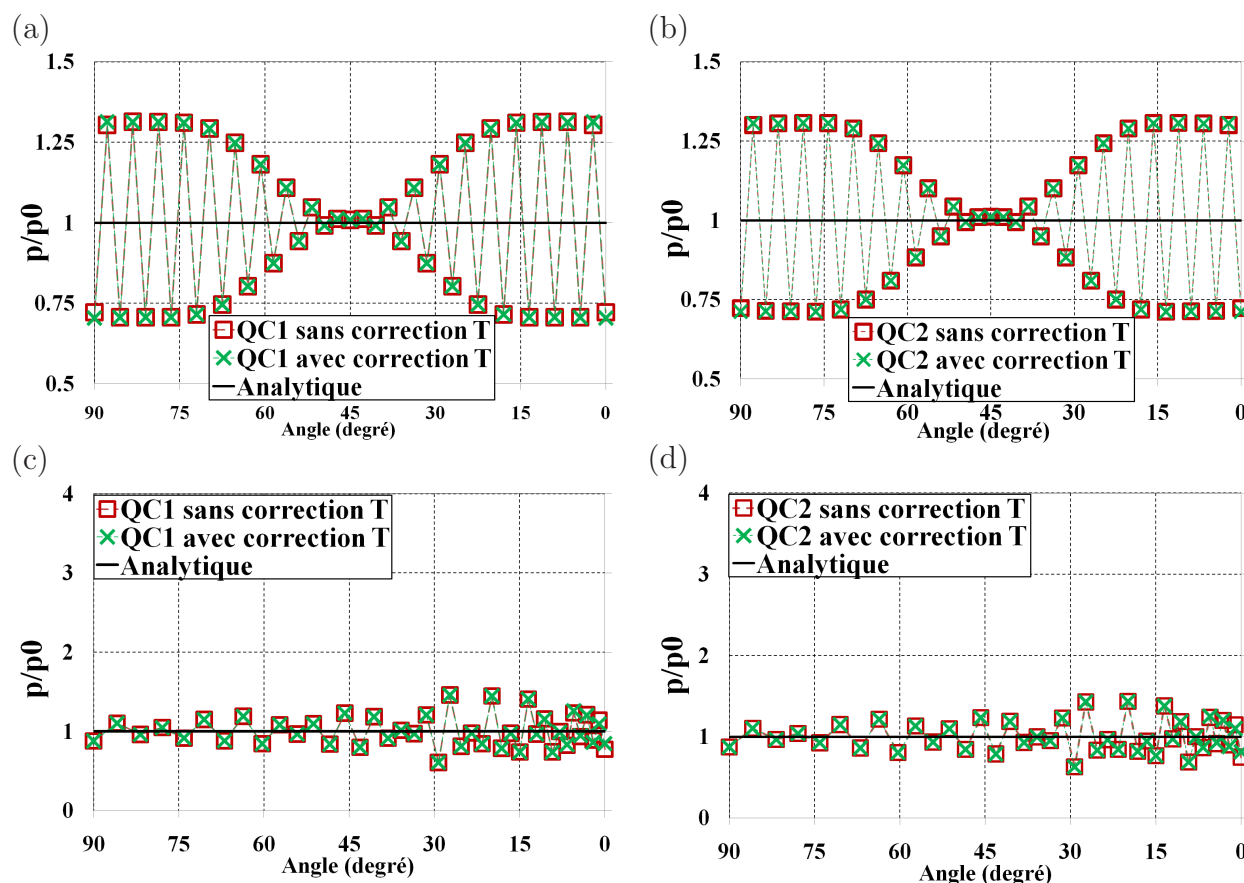 (a)
1.5
1.25
1
0.75
0.5
p/p0
QC1 sans correction T
QC1 avec correction T
Analytique
90 75 60 45 30 15 0
Angle (degré)
(b)
1.5
1.25
1
0.75
0.5
p/p0
QC2 sans correction T
QC2 avec correction T
Analytique
90 75 60 45 30 15 0
Angle (degré)
(c)
4
3
2
1
0
p/p0
QC1 sans correction T
QC1 avec correction T
Analytique
90 75 60 45 30 15 0
Angle (degré)
(d)
4
3
2
1
0
p/p0
QC2 sans correction T
QC2 avec correction T
Analytique
90 75 60 45 30 15 0
Angle (degré)